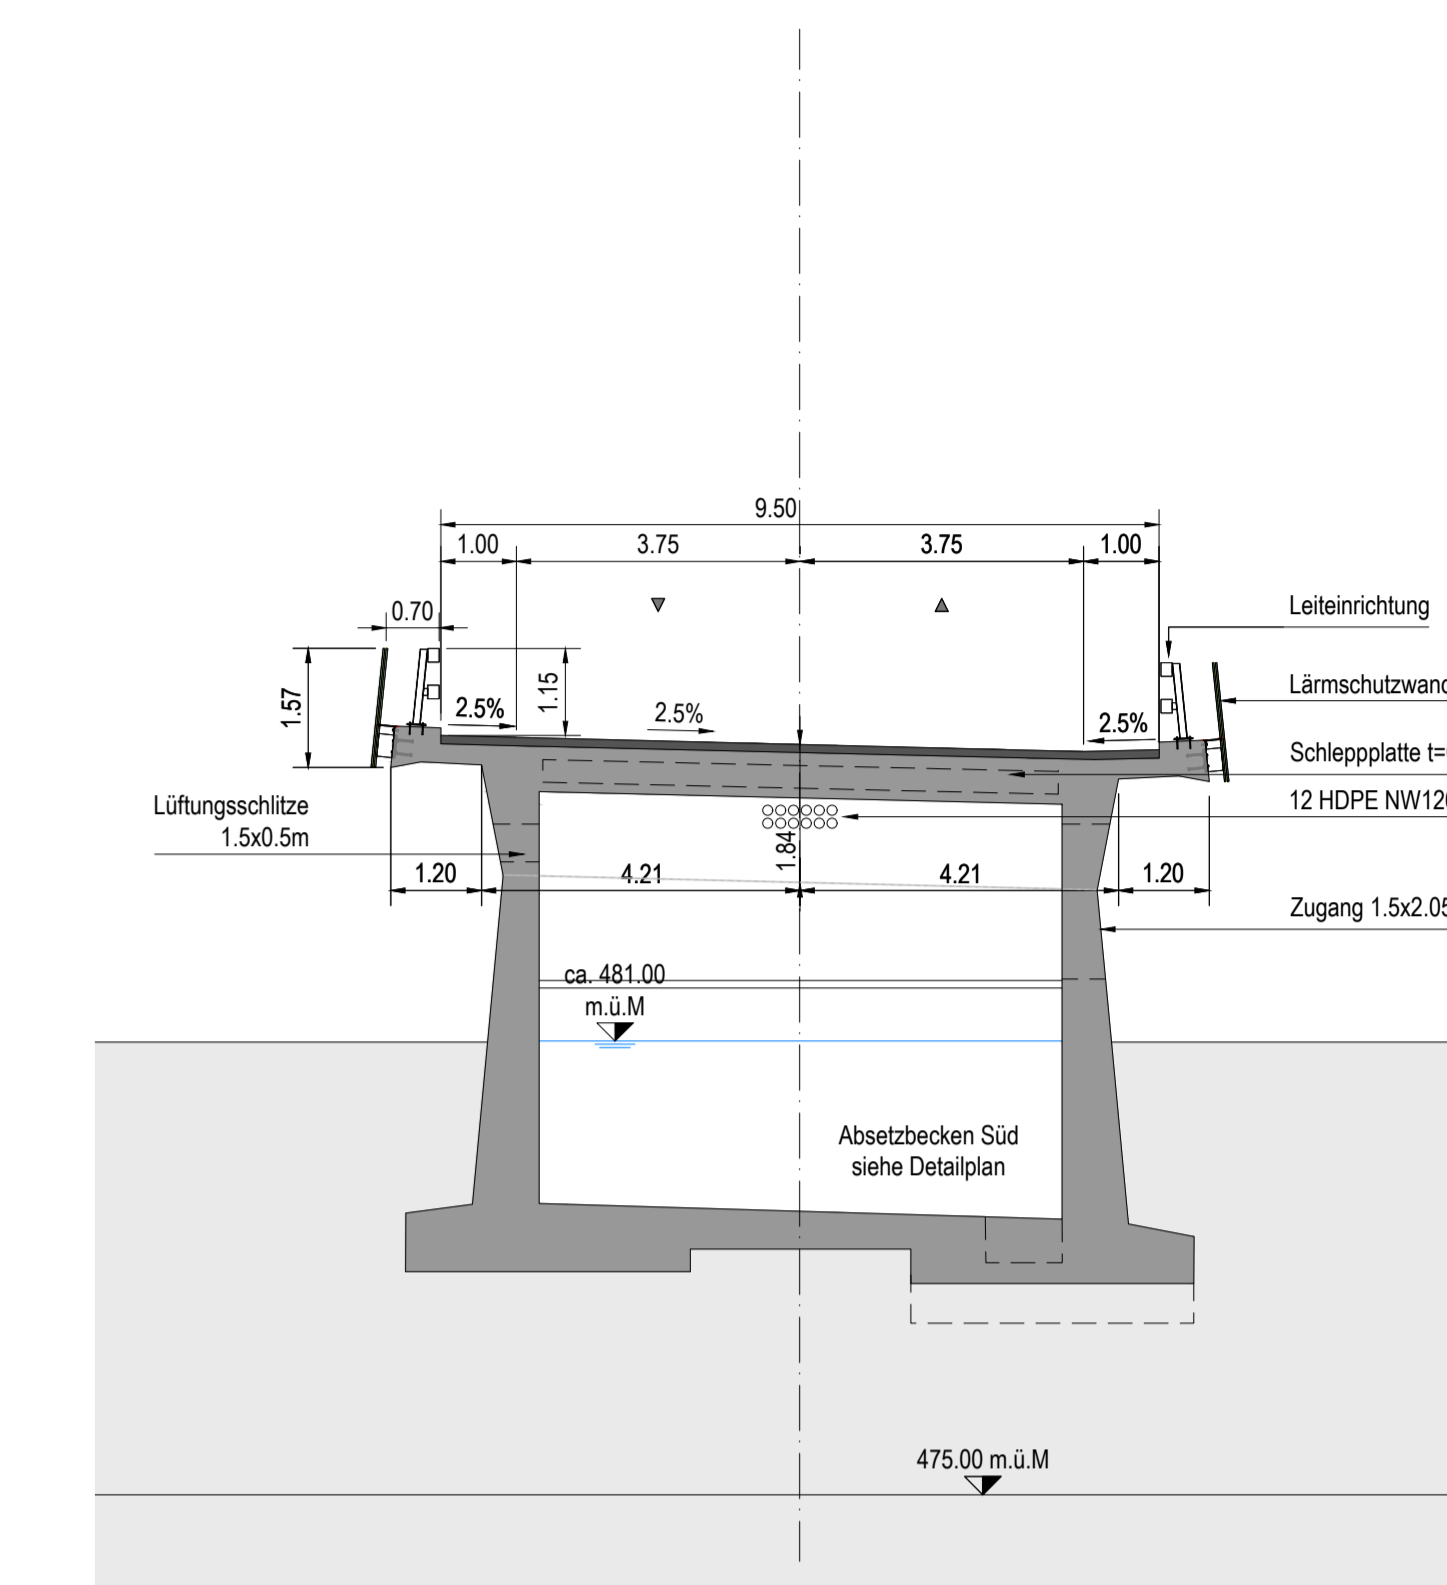 9.50
1.00 3.75 3.75 1.00
0.70
Leiteinrichtung
1.57
1.15
2.5%
2.5%
2.5%
Lärmschutzwand
Schleppplatte t=
12 HDPE NW120
Lüftungsschlitze
1.5x0.5m
1.84
1.20 4.21 4.21 1.20
Zugang 1.5x2.05
ca. 481.00
m.ü.M
Absetzbecken Süd
siehe Detailplan
475.00 m.ü.M